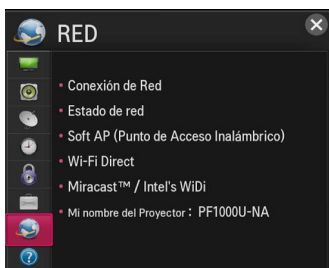 RED
• Conexión de Red
• Estado de red
• Soft AP (Punto de Acceso Inalámbrico)
• Wi-Fi Direct
• Miracast™ / Intel's WiDi
• Mi nombre del Proyector : PF1000U-NA